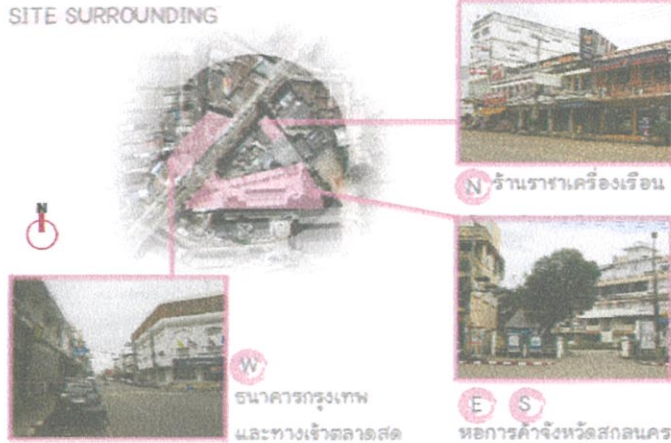 SITE SURROUNDING
N ร้านราชาเครื่องเรือน
N
W
ธนาคารกรุงเทพ
และทางเข้าตลาดสด
E S
หอการค้าจังหวัดสกลนคร